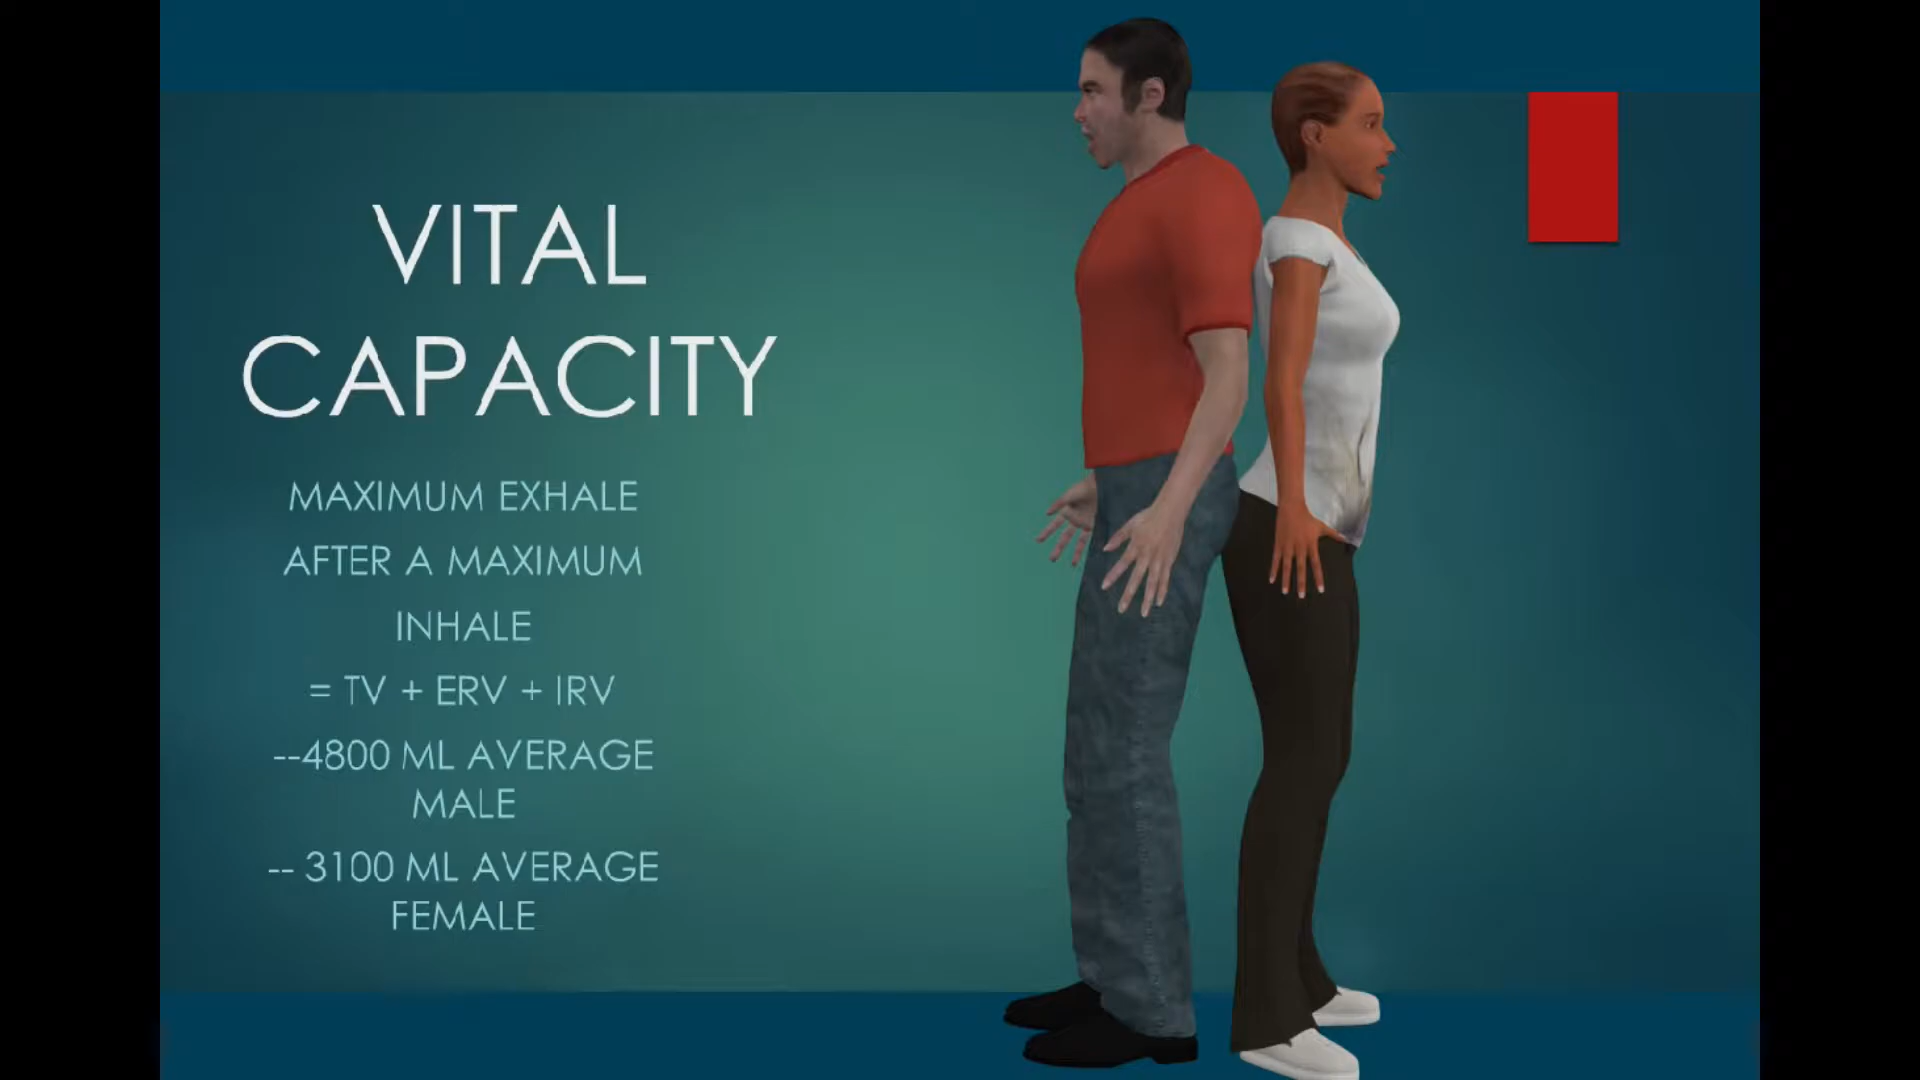 VITAL
CAPACITY
MAXIMUM EXHALE
AFTER A MAXIMUM
INHALE
= TV + ERV + IRV
--4800 ML AVERAGE
MALE
-- 3100 ML AVERAGE
FEMALE